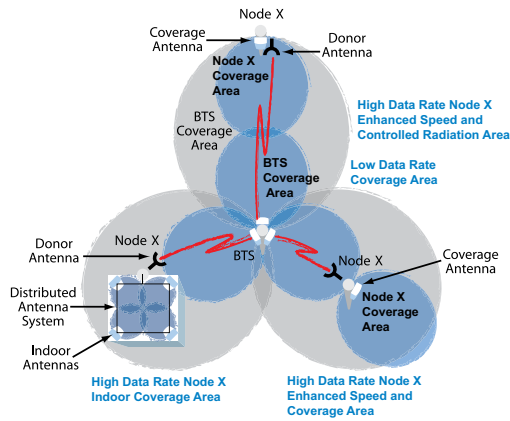 Node X
Coverage
Antenna
Donor
Antenna
Node X
Coverage
Area
BTS
Coverage
Area
High Data Rate Node X
Enhanced Speed and
Controlled Radiation Area
BTS
Coverage
Area
Low Data Rate
Coverage Area
Donor
Antenna
Node X
BTS
Node X
Coverage
Antenna
Distributed
Antenna
System
Node X
Coverage
Area
Indoor
Antennas
High Data Rate Node X
Indoor Coverage Area
High Data Rate Node X
Enhanced Speed and
Coverage Area